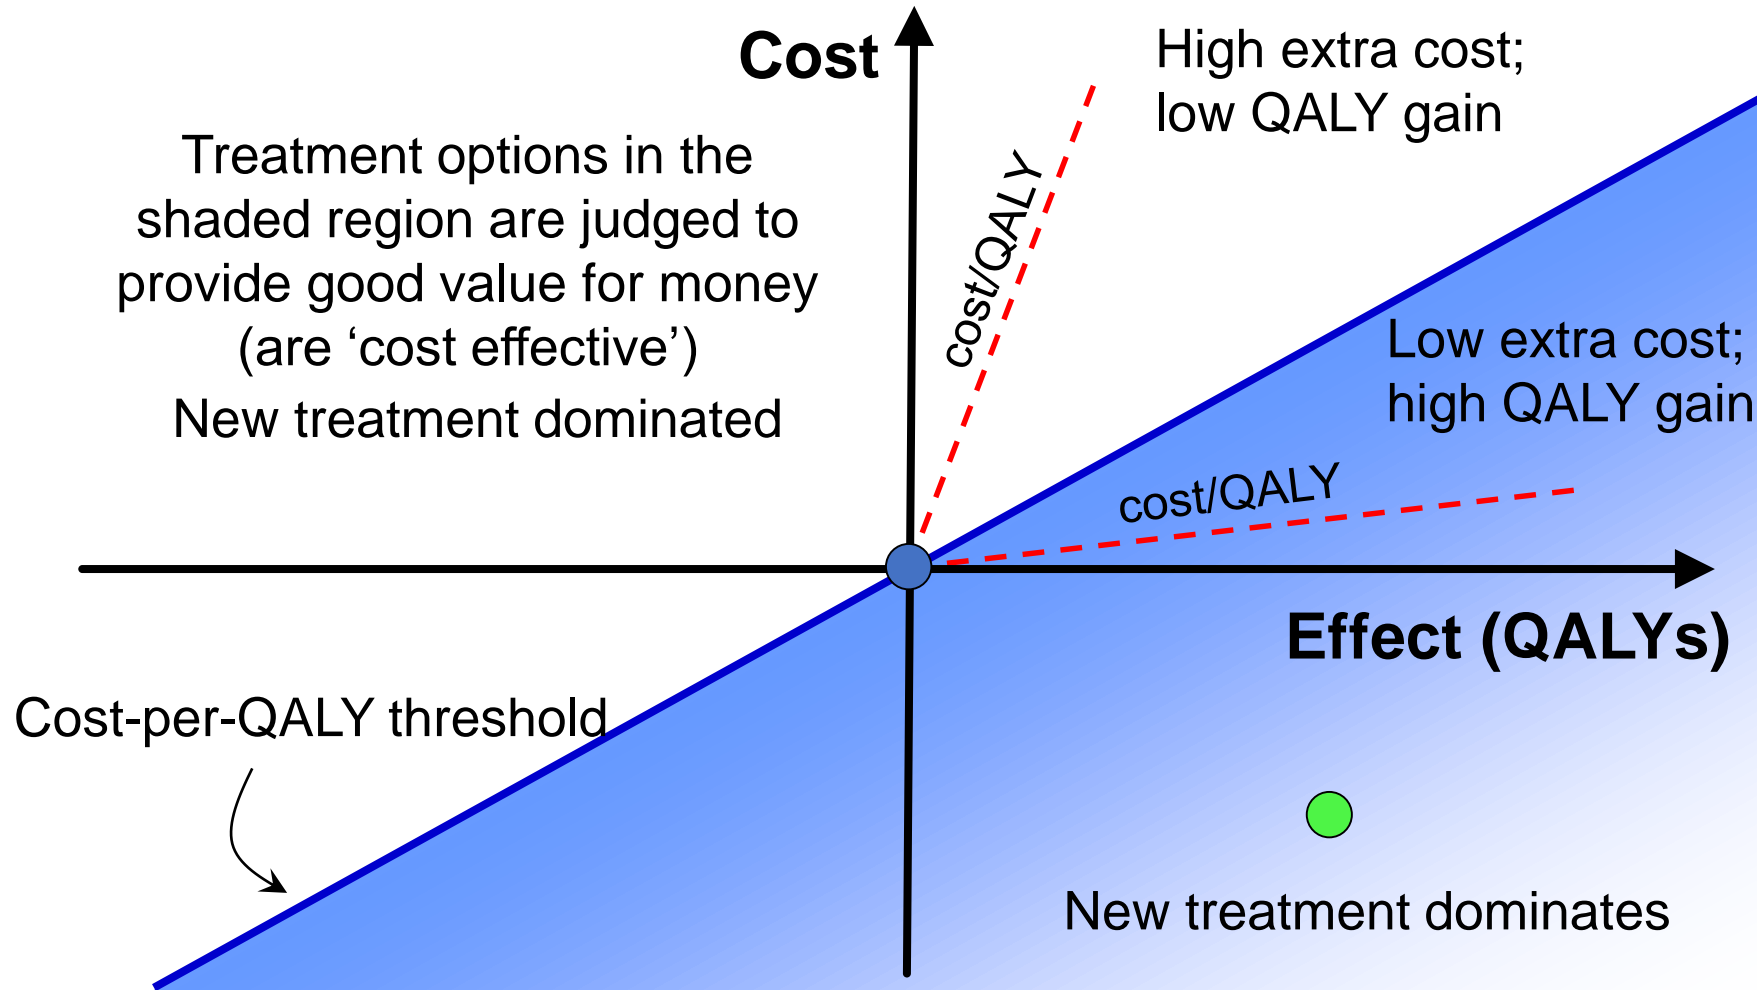 Cost
High extra cost;
low QALY gain
Treatment options in the
shaded region are judged to
provide good value for money
(are ‘cost effective’)
New treatment dominated
cost/QALY
Low extra cost;
high QALY gain
cost/QALY
Effect (QALYs)
Cost-per-QALY threshold
New treatment dominates